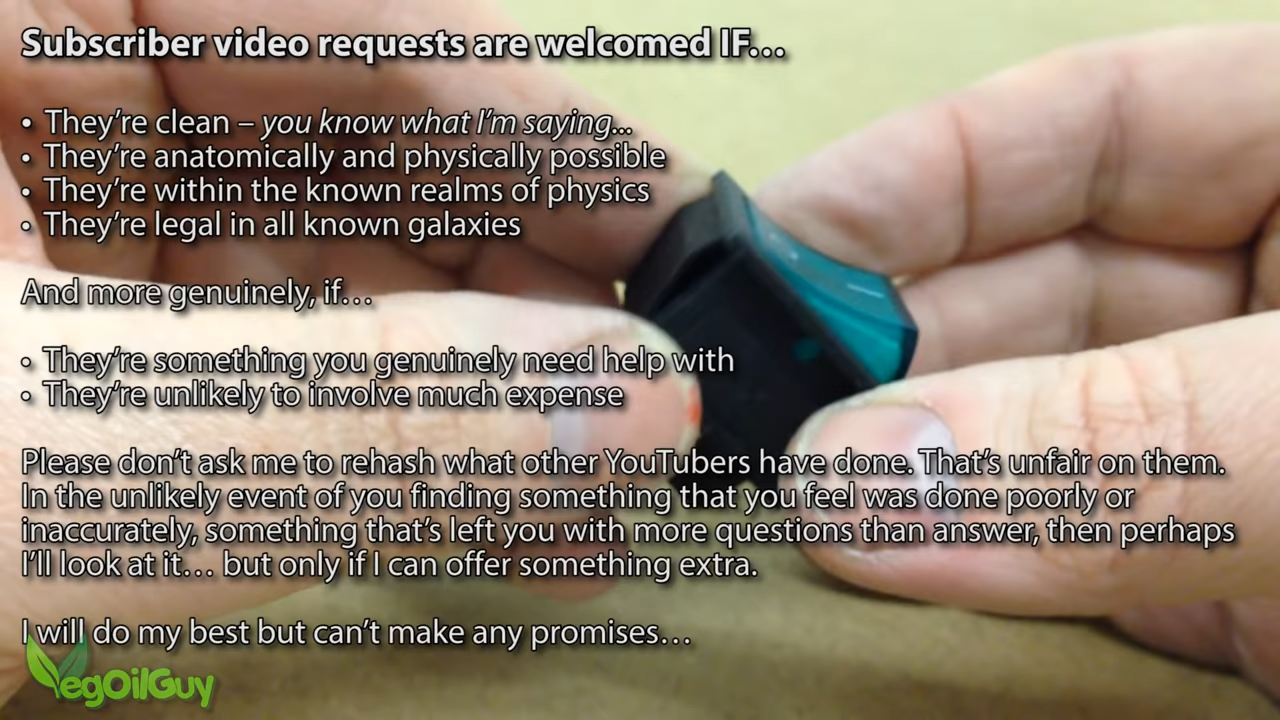 Subscriber video requests are welcomed IF…
• They're clean – you know what I'm saying...
• They're anatomically and physically possible
• They're within the known realms of physics
• They're legal in all known galaxies
And more genuinely, if…
• They're something you genuinely need help with
• They're unlikely to involve much expense
Please don't ask me to rehash what other YouTubers have done. That's unfair on them.
In the unlikely event of you finding something that you feel was done poorly or
inaccurately, something that's left you with more questions than answer, then perhaps
I'll look at it… but only if I can offer something extra.
I will do my best but can't make any promises…
VegOilGuy